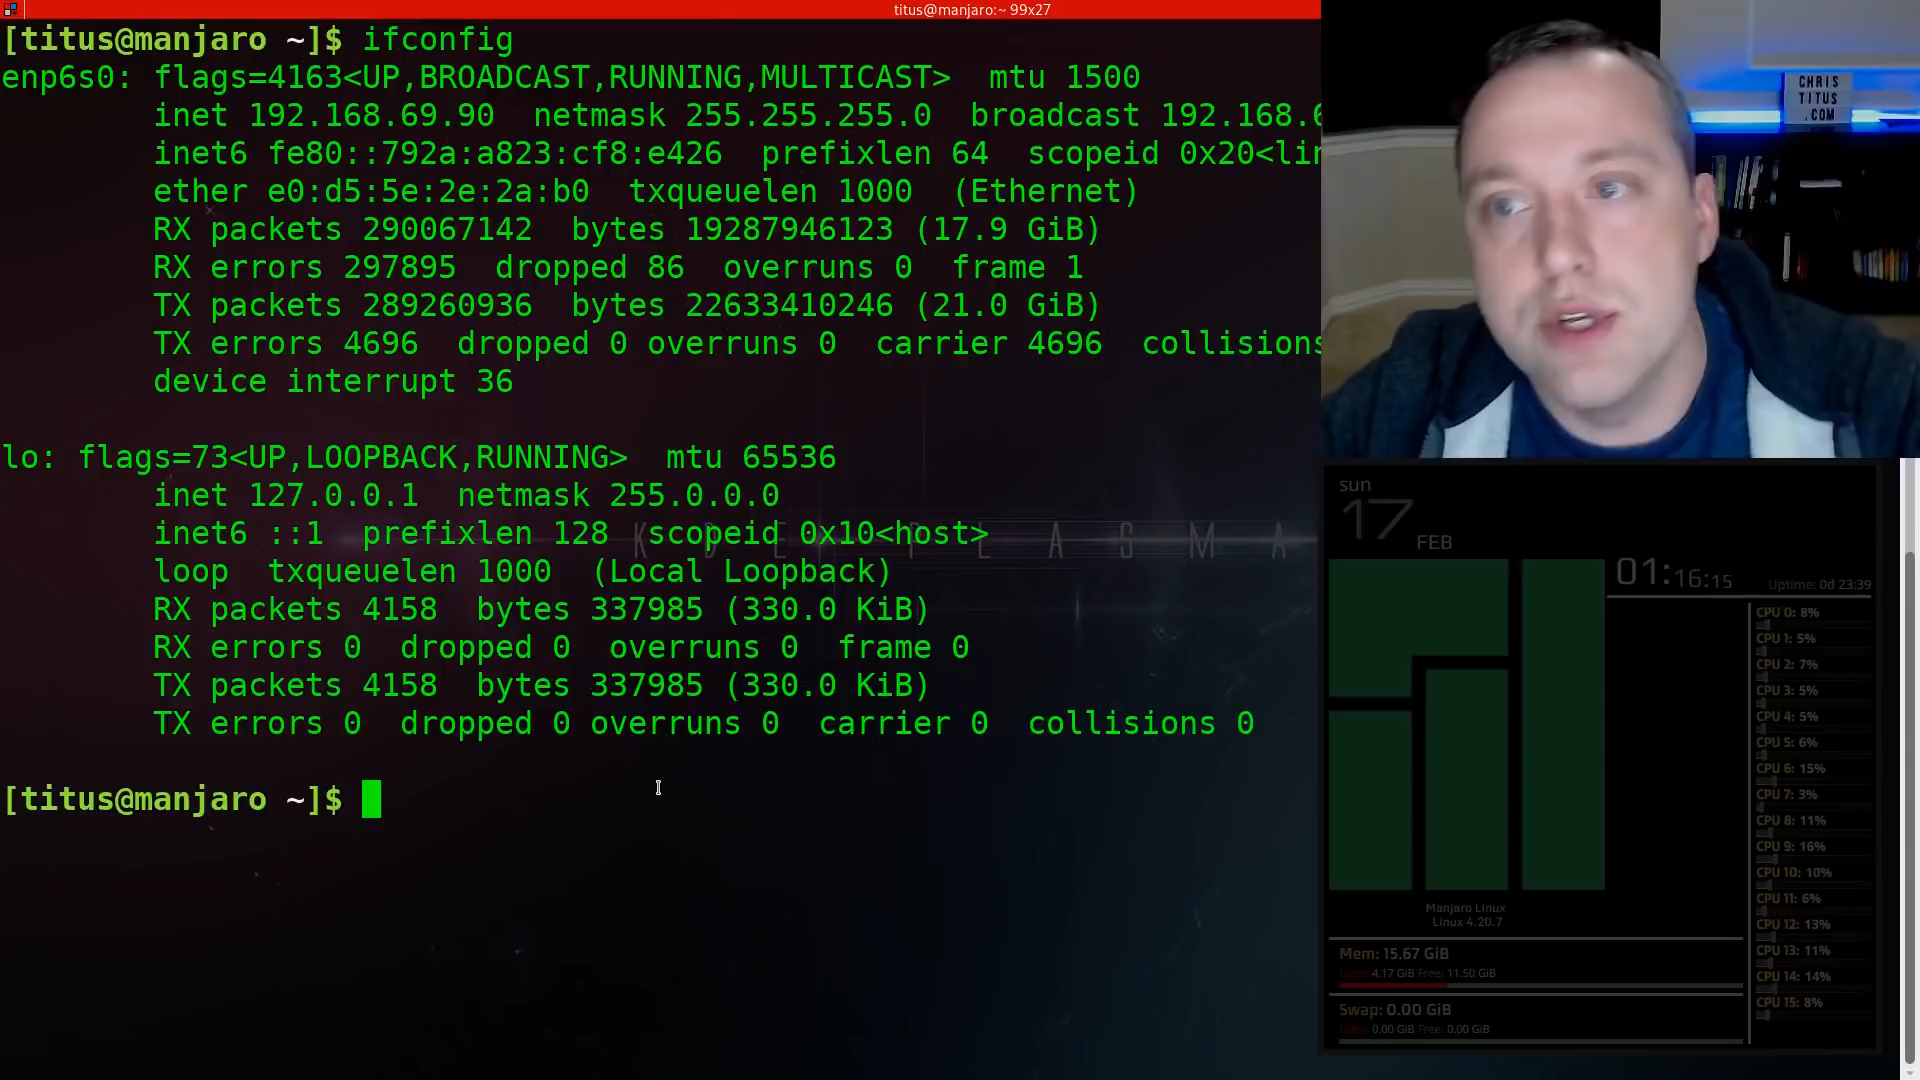 titus@manjaro:~ 99x27
[titus@manjaro ~]$ ifconfig
enp6s0: flags=4163<UP,BROADCAST,RUNNING,MULTICAST>  mtu 1500
inet 192.168.69.90  netmask 255.255.255.0  broadcast 192.168.6
inet6 fe80::792a:a823:cf8:e426  prefixlen 64  scopeid 0x20<lin
ether e0:d5:5e:2e:2a:b0  txqueuelen 1000  (Ethernet)
RX packets 290067142  bytes 19287946123 (17.9 GiB)
RX errors 297895  dropped 86  overruns 0  frame 1
TX packets 289260936  bytes 22633410246 (21.0 GiB)
TX errors 4696  dropped 0 overruns 0  carrier 4696  collisions
device interrupt 36
lo: flags=73<UP,LOOPBACK,RUNNING>  mtu 65536
inet 127.0.0.1  netmask 255.0.0.0
inet6 ::1  prefixlen 128  scopeid 0x10<host>
loop  txqueuelen 1000  (Local Loopback)
RX packets 4158  bytes 337985 (330.0 KiB)
RX errors 0  dropped 0  overruns 0  frame 0
TX packets 4158  bytes 337985 (330.0 KiB)
TX errors 0  dropped 0 overruns 0  carrier 0  collisions 0
[titus@manjaro ~]$
KDE PLASMA
CHRIS
TITUS
.COM
sun
17 FEB
01:16:15
Uptime: 0d 23:39
CPU 0: 8%
CPU 1: 5%
CPU 2: 7%
CPU 3: 5%
CPU 4: 5%
CPU 5: 6%
CPU 6: 15%
CPU 7: 3%
CPU 8: 11%
CPU 9: 16%
CPU 10: 10%
CPU 11: 6%
CPU 12: 13%
CPU 13: 11%
CPU 14: 14%
CPU 15: 8%
Manjaro Linux
Linux 4.20.7
Mem: 15.67 GiB
4.17 GiB Free: 11.50 GiB
Swap: 0.00 GiB
0.00 GiB Free: 0.00 GiB